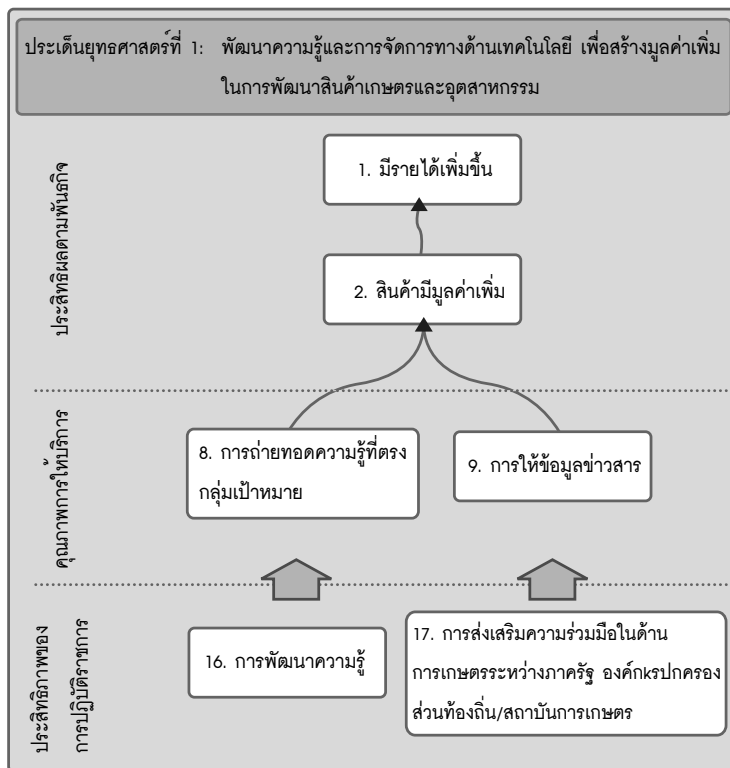 ประเด็นยุทธศาสตร์ที่ 1: พัฒนาความรู้และการจัดการทางด้านเทคโนโลยี เพื่อสร้างมูลค่าเพิ่ม
ในการพัฒนาสินค้าเกษตรและอุตสาหกรรม
ประสิทธิผลตามพันธกิจ
1. มีรายได้เพิ่มขึ้น
2. สินค้ามีมูลค่าเพิ่ม
คุณภาพการให้บริการ
8. การถ่ายทอดความรู้ที่ตรง
กลุ่มเป้าหมาย
9. การให้ข้อมูลข่าวสาร
ประสิทธิภาพของ
การปฏิบัติราชการ
16. การพัฒนาความรู้
17. การส่งเสริมความร่วมมือในด้าน
การเกษตรระหว่างภาครัฐ องค์กkรปกครอง
ส่วนท้องถิ่น/สถาบันการเกษตร